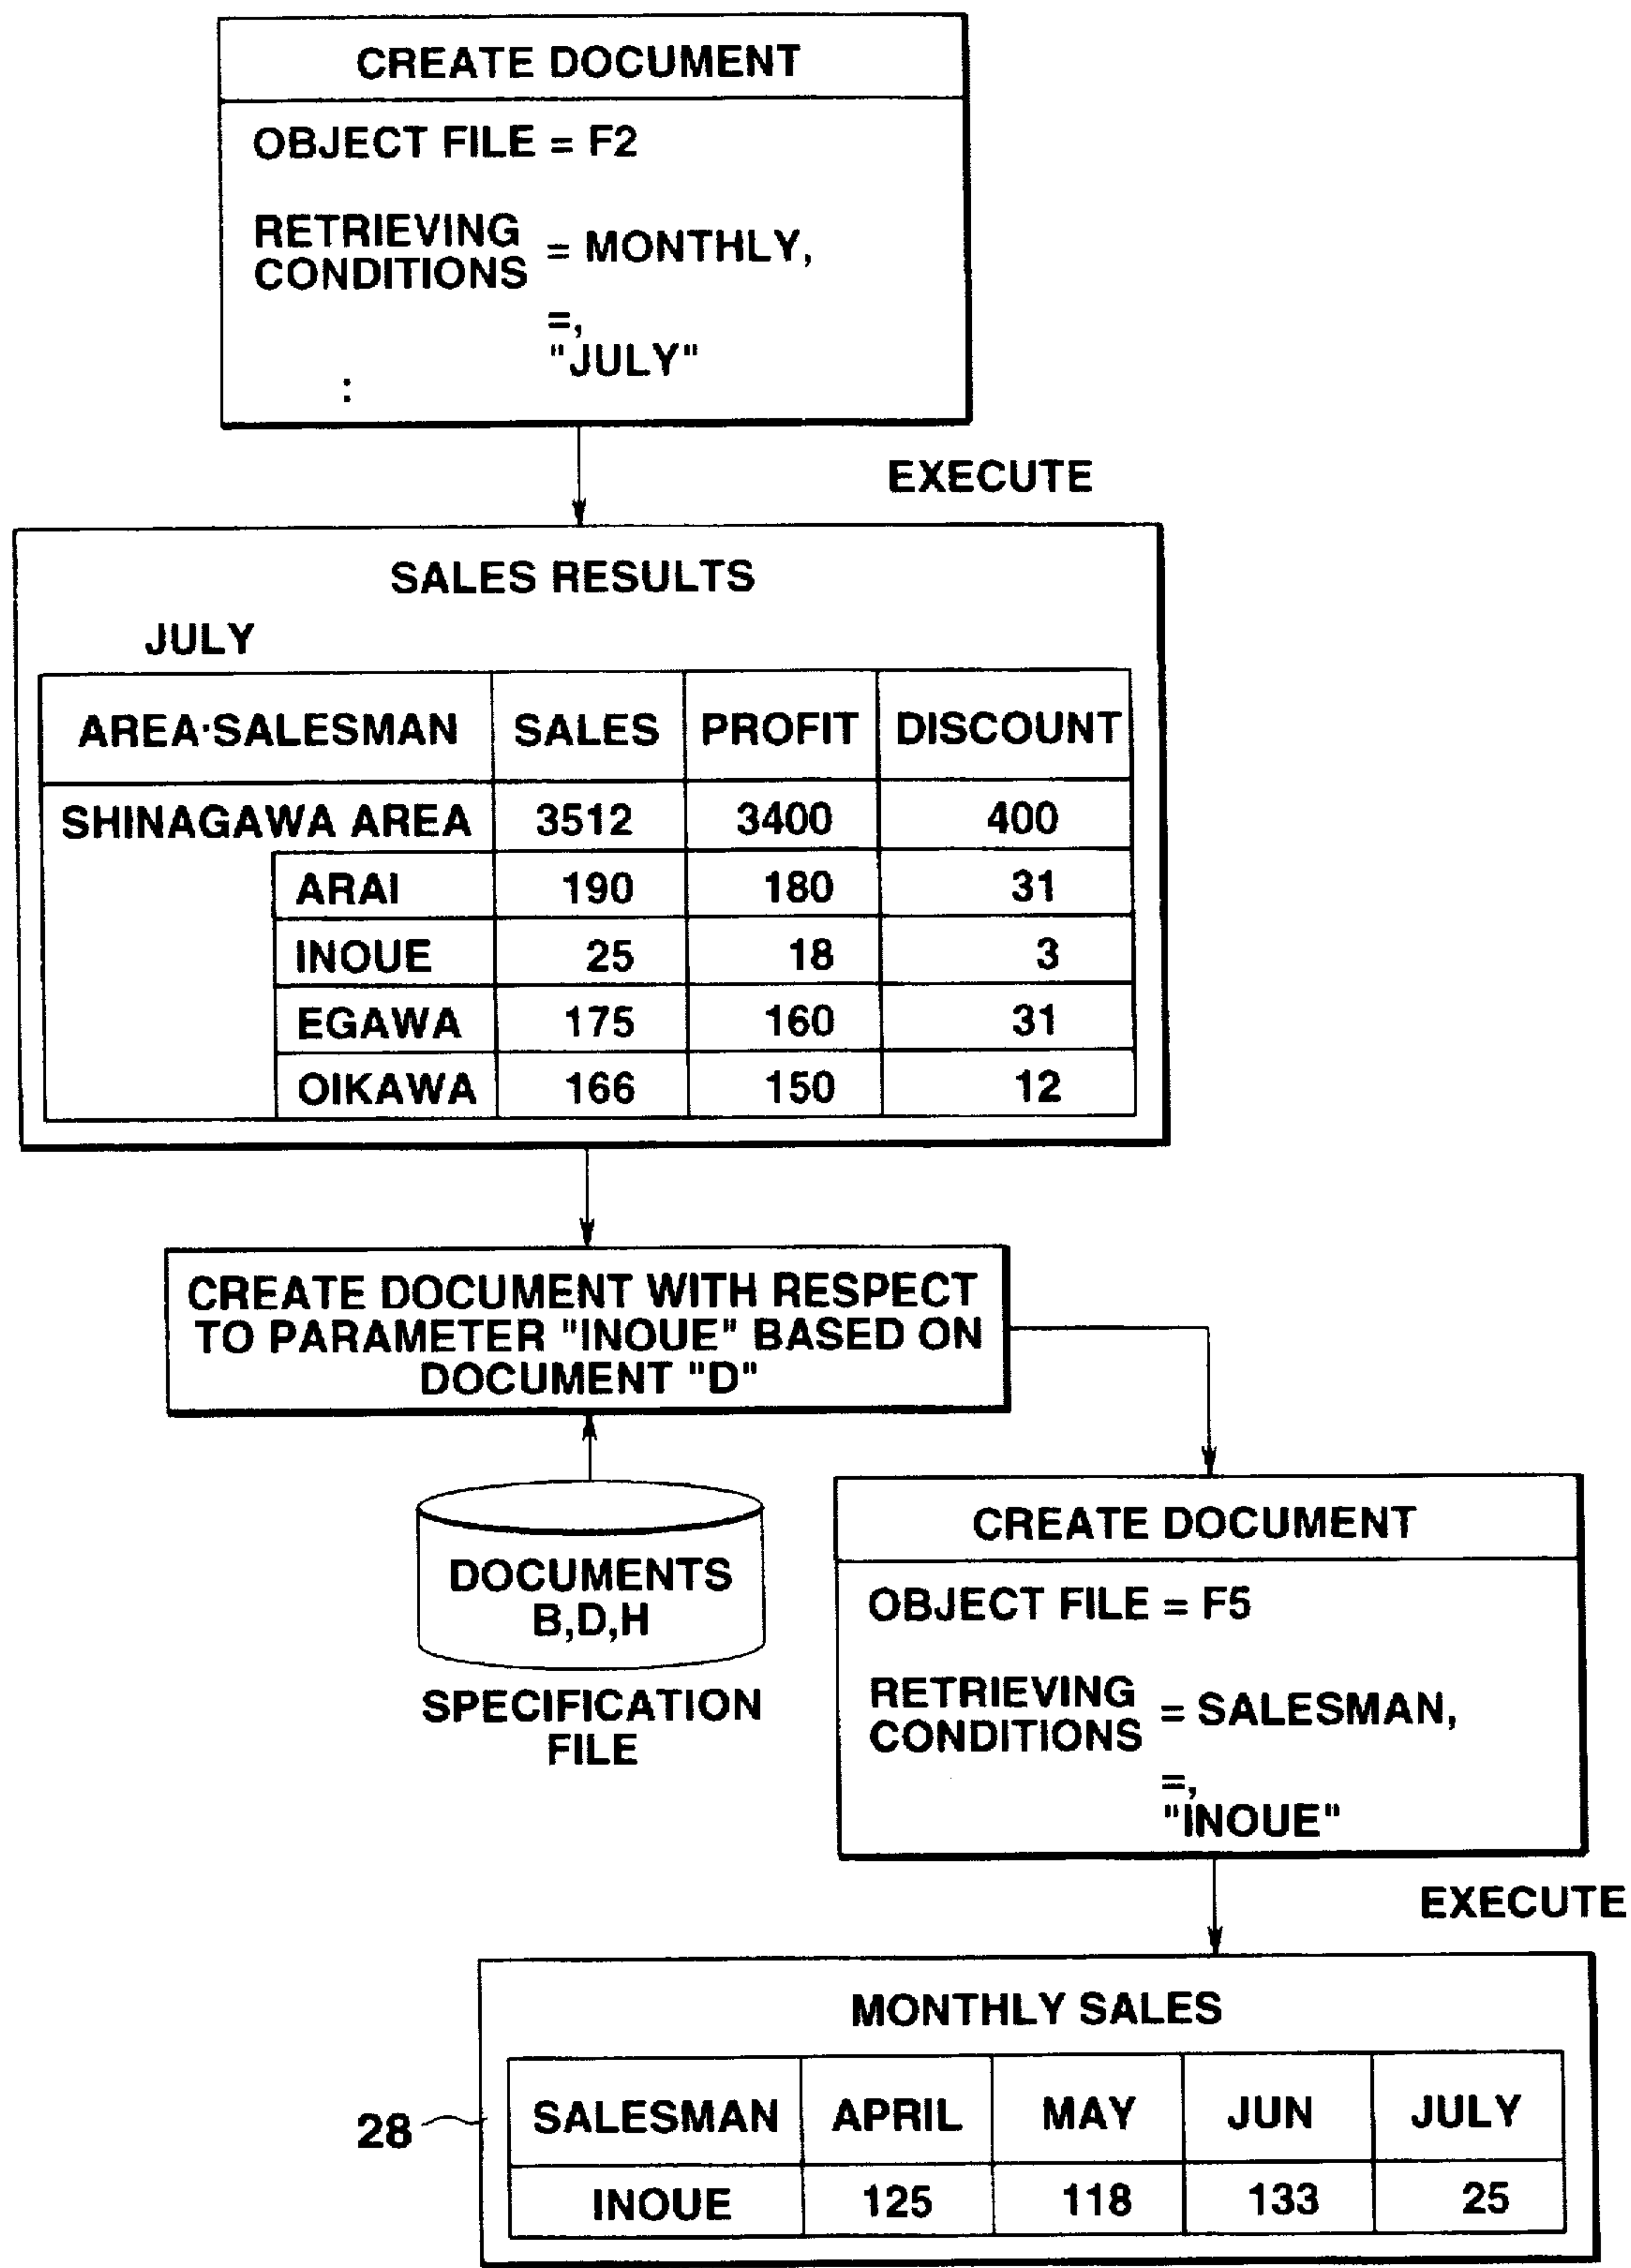 CREATE DOCUMENT
OBJECT FILE = F2
RETRIEVING
CONDITIONS = MONTHLY,
=,
"JULY"
:
EXECUTE
SALES RESULTS
JULY
AREA·SALESMAN SALES PROFIT DISCOUNT
SHINAGAWA AREA 3512 3400 400
ARAI 190 180 31
INOUE 25 18 3
EGAWA 175 160 31
OIKAWA 166 150 12
CREATE DOCUMENT WITH RESPECT
TO PARAMETER "INOUE" BASED ON
DOCUMENT "D"
DOCUMENTS
B,D,H
SPECIFICATION
FILE
CREATE DOCUMENT
OBJECT FILE = F5
RETRIEVING
CONDITIONS = SALESMAN,
=,
"INOUE"
EXECUTE
MONTHLY SALES
28
SALESMAN APRIL MAY JUN JULY
INOUE 125 118 133 25